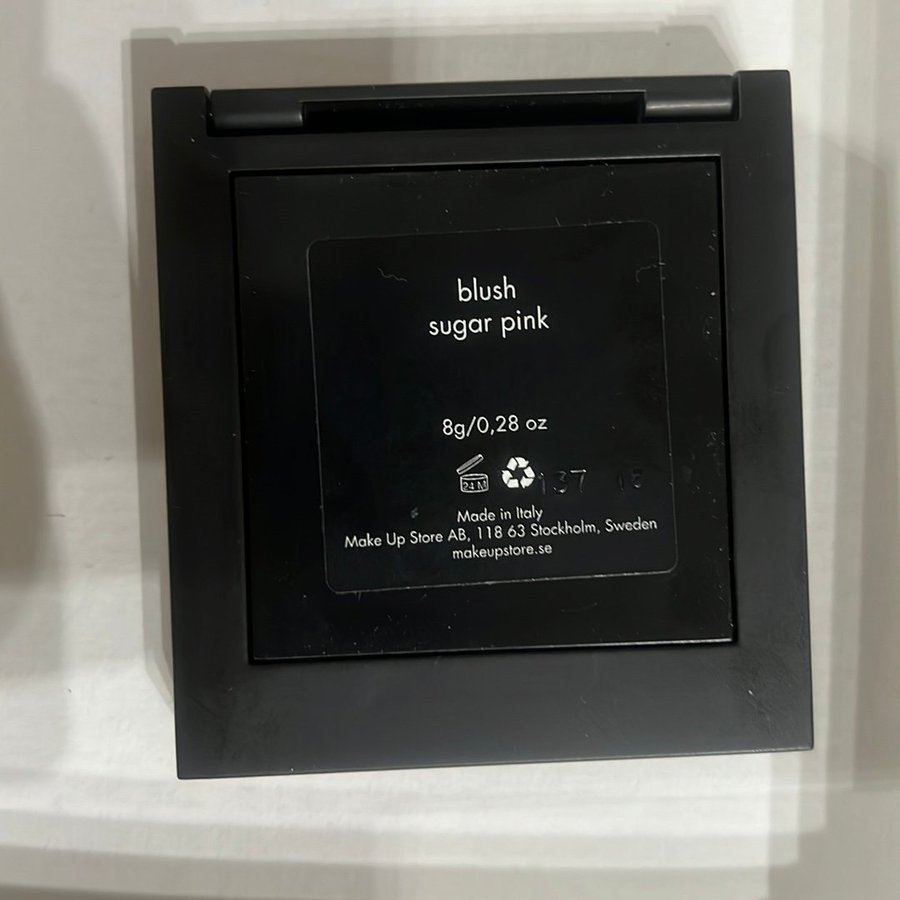 blush
sugar pink
8g/0,28 oz
24 M
Made in Italy
Make Up Store AB, 118 63 Stockholm, Sweden
makeupstore.se